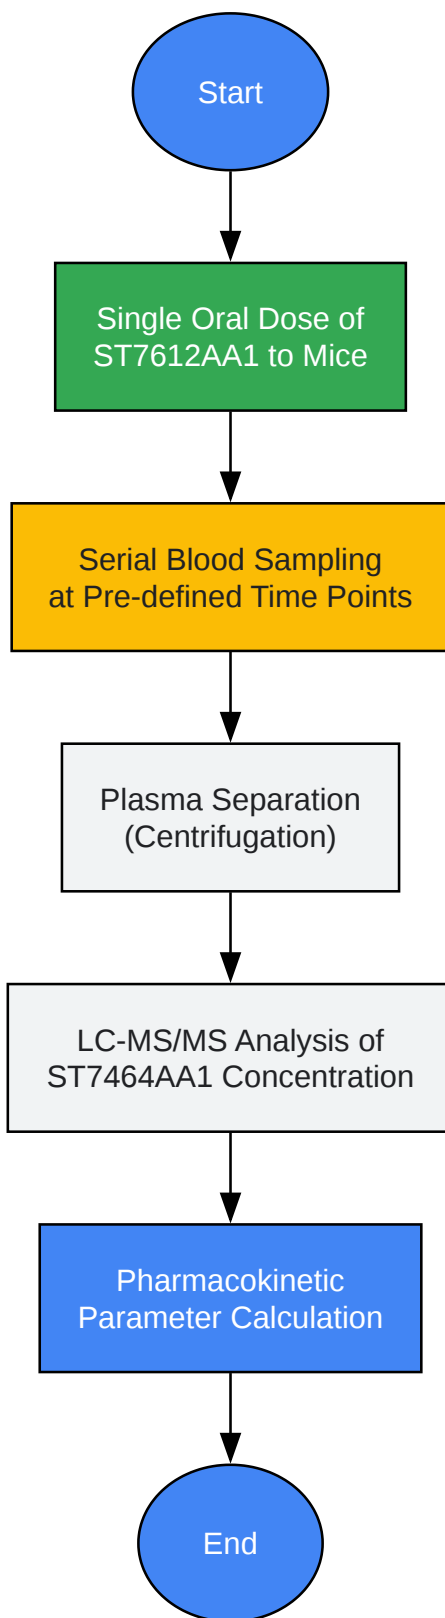 Start
Single Oral Dose of
ST7612AA1 to Mice
Serial Blood Sampling
at Pre-defined Time Points
Plasma Separation
(Centrifugation)
LC-MS/MS Analysis of
ST7464AA1 Concentration
Pharmacokinetic
Parameter Calculation
End